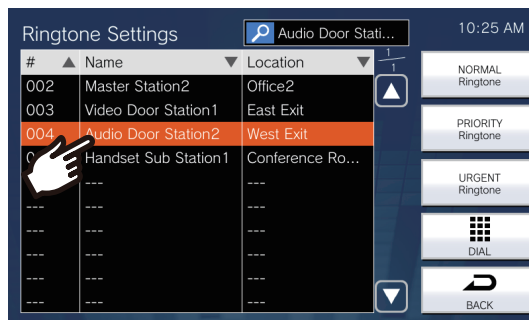 Ringtone Settings
Audio Door Stati...
10:25 AM
# Name Location
1
1
002 Master Station2 Office2
003 Video Door Station1 East Exit
004 Audio Door Station2 West Exit
Handset Sub Station1 Conference Ro...
--- ---
--- --- ---
--- --- ---
--- --- ---
--- --- ---
--- --- ---
NORMAL
Ringtone
PRIORITY
Ringtone
URGENT
Ringtone
DIAL
BACK